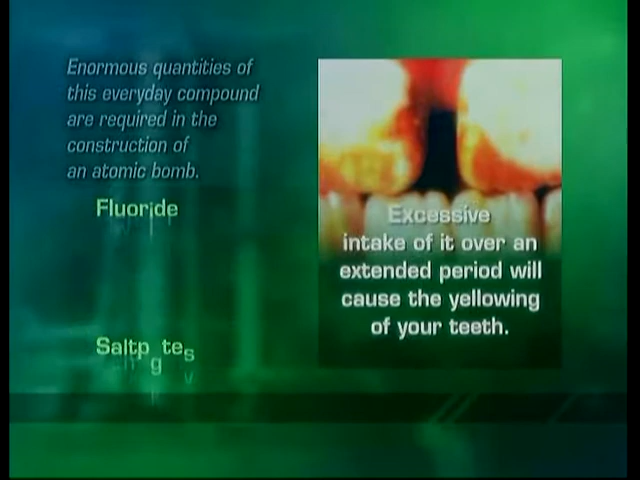 Enormous quantities of
this everyday compound
are required in the
construction of
an atomic bomb.
Fluoride
Excessive
intake of it over an
extended period will
cause the yellowing
of your teeth.